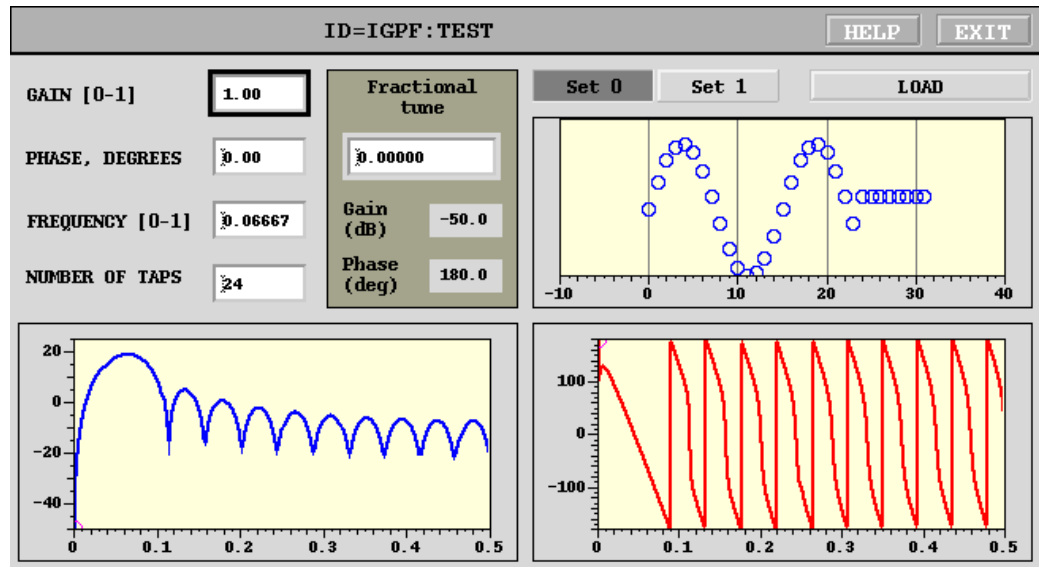 ID=IGPF:TEST HELP EXIT
GAIN [0-1] 1.00
PHASE, DEGREES 0.00
FREQUENCY [0-1] 0.06667
NUMBER OF TAPS 24
Fractional
tune
0.00000
Gain
(dB) -50.0
Phase
(deg) 180.0
Set 0 Set 1 LOAD
-10 0 10 20 30 40
20
0
-20
-40
0 0.1 0.2 0.3 0.4 0.5
100
0
-100
0 0.1 0.2 0.3 0.4 0.5